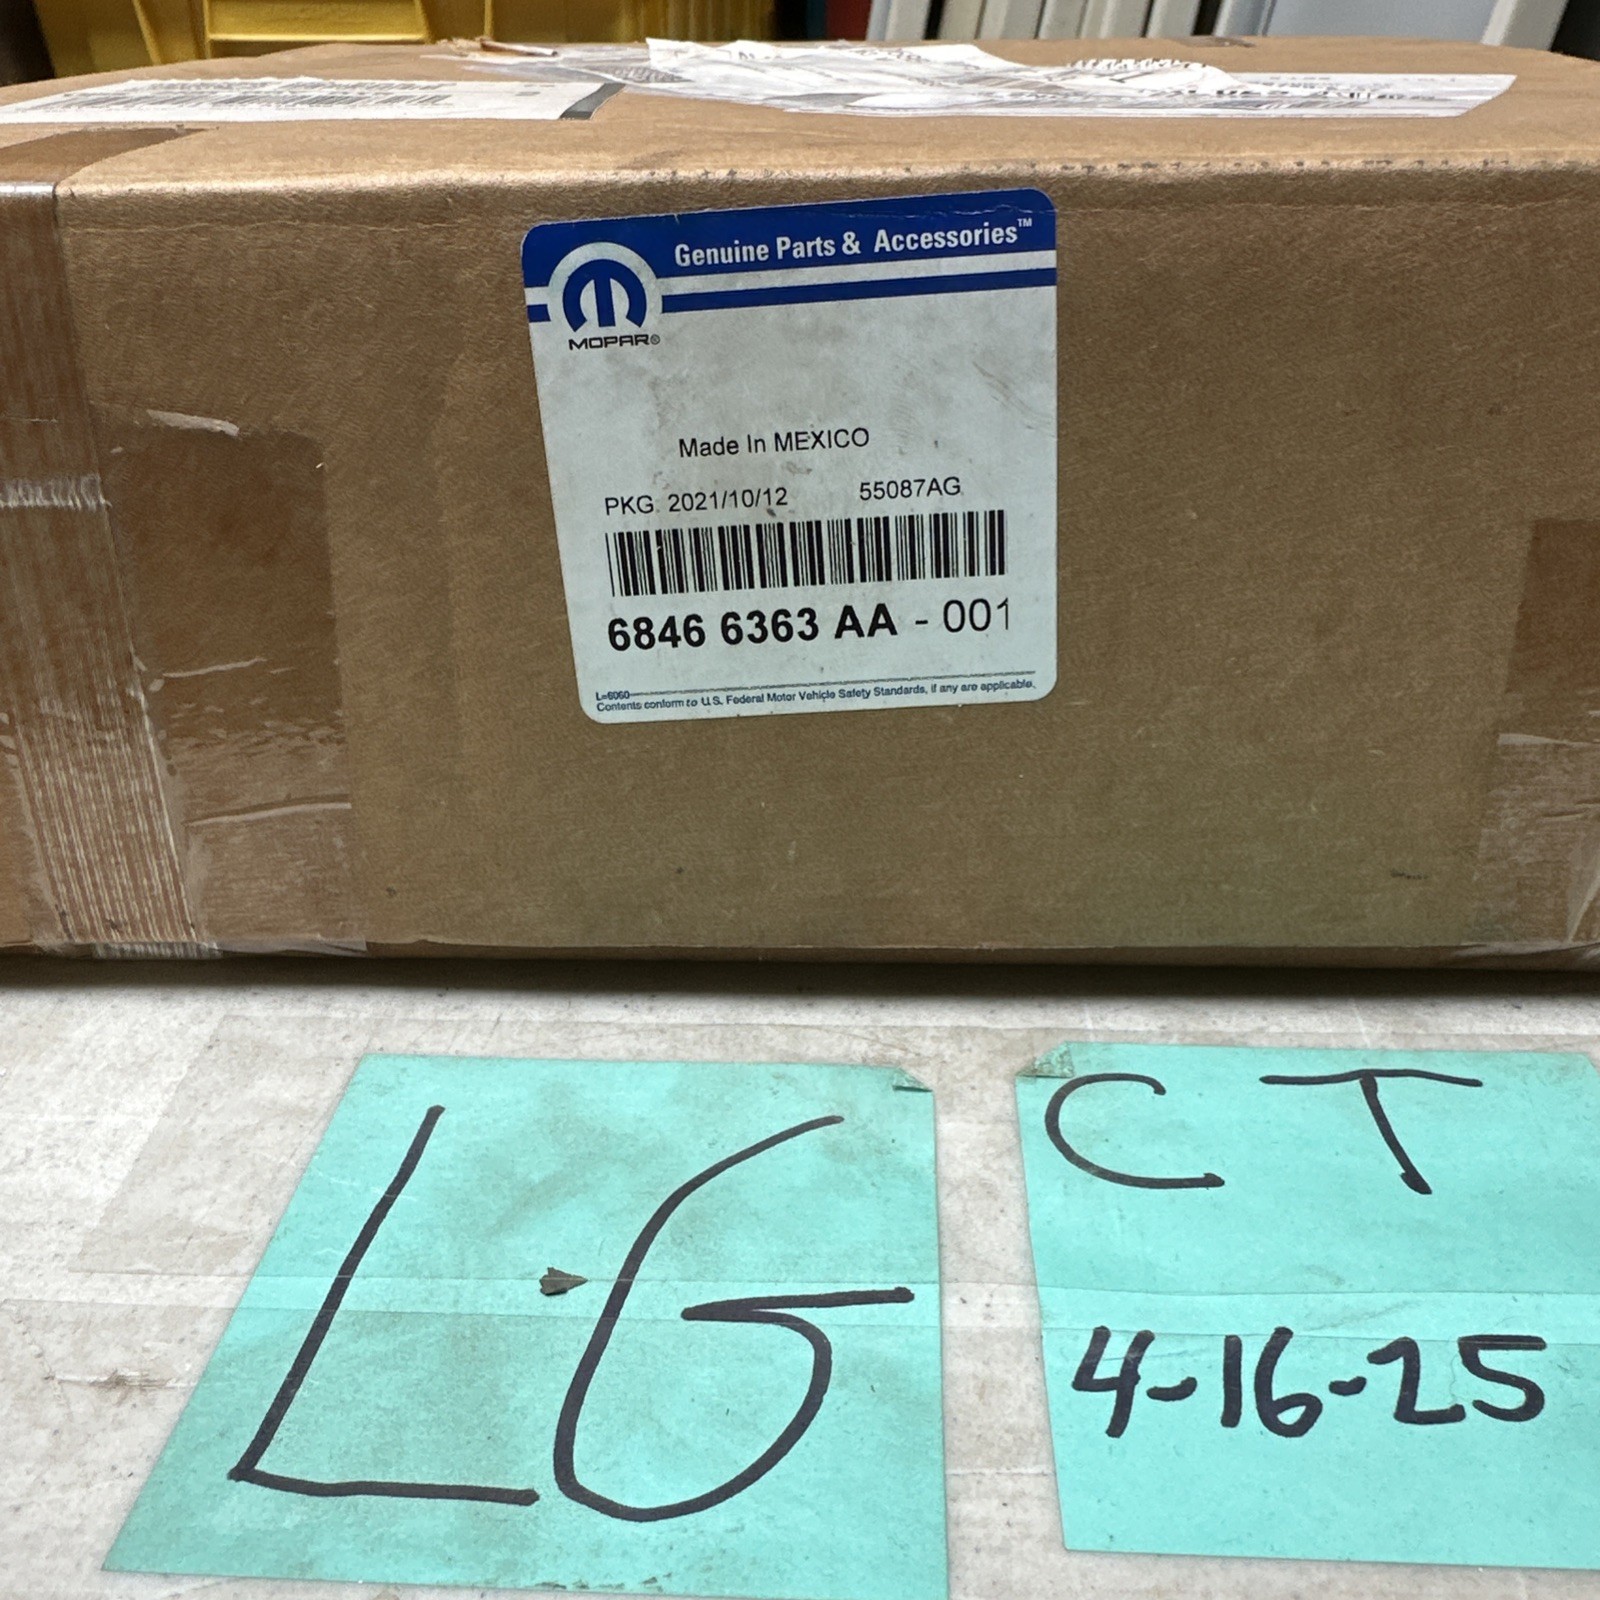 Genuine Parts & Accessories™
MOPAR®
Made In MEXICO
PKG. 2021/10/12 55087AG
6846 6363 AA - 001
L-6060
Contents conform to U.S. Federal Motor Vehicle Safety Standards, if any are applicable.
LG
CT
4-16-25